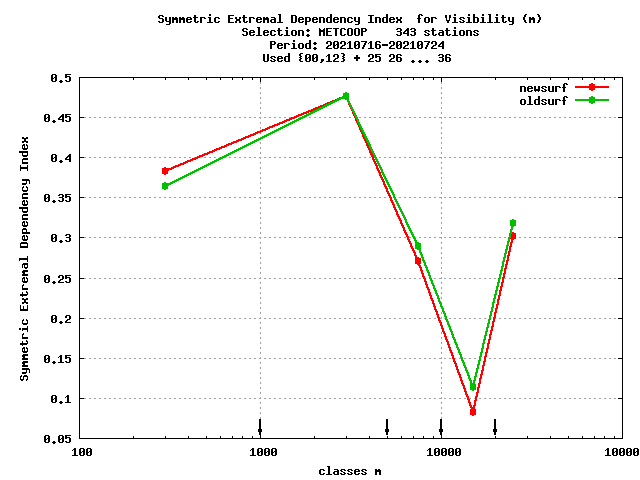 Symmetric Extremal Dependency Index  for Visibility (m)
Selection: METCOOP    343 stations
Period: 20210716-20210724
Used {00,12} + 25 26 ... 36
newsurf
oldsurf
0.5
0.45
0.4
0.35
0.3
0.25
0.2
0.15
0.1
0.05
Symmetric Extremal Dependency Index
100 1000 10000 10000
classes m